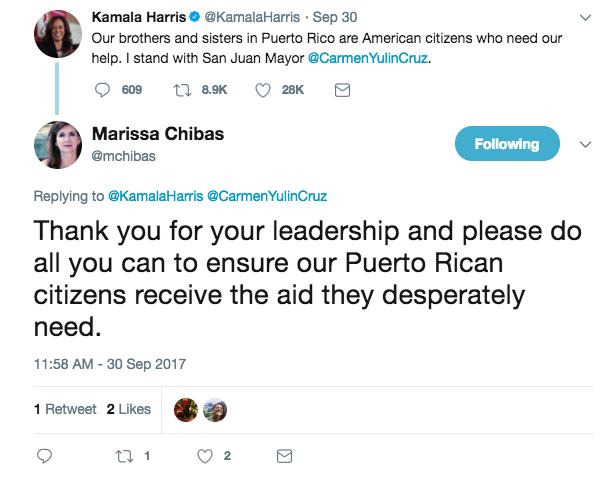 Kamala Harris @KamalaHarris · Sep 30
Our brothers and sisters in Puerto Rico are American citizens who need our
help. I stand with San Juan Mayor @CarmenYulinCruz.
609 8.9K 28K
Marissa Chibas
@mchibas
Following
Replying to @KamalaHarris @CarmenYulinCruz
Thank you for your leadership and please do
all you can to ensure our Puerto Rican
citizens receive the aid they desperately
need.
11:58 AM - 30 Sep 2017
1 Retweet 2 Likes
1 2